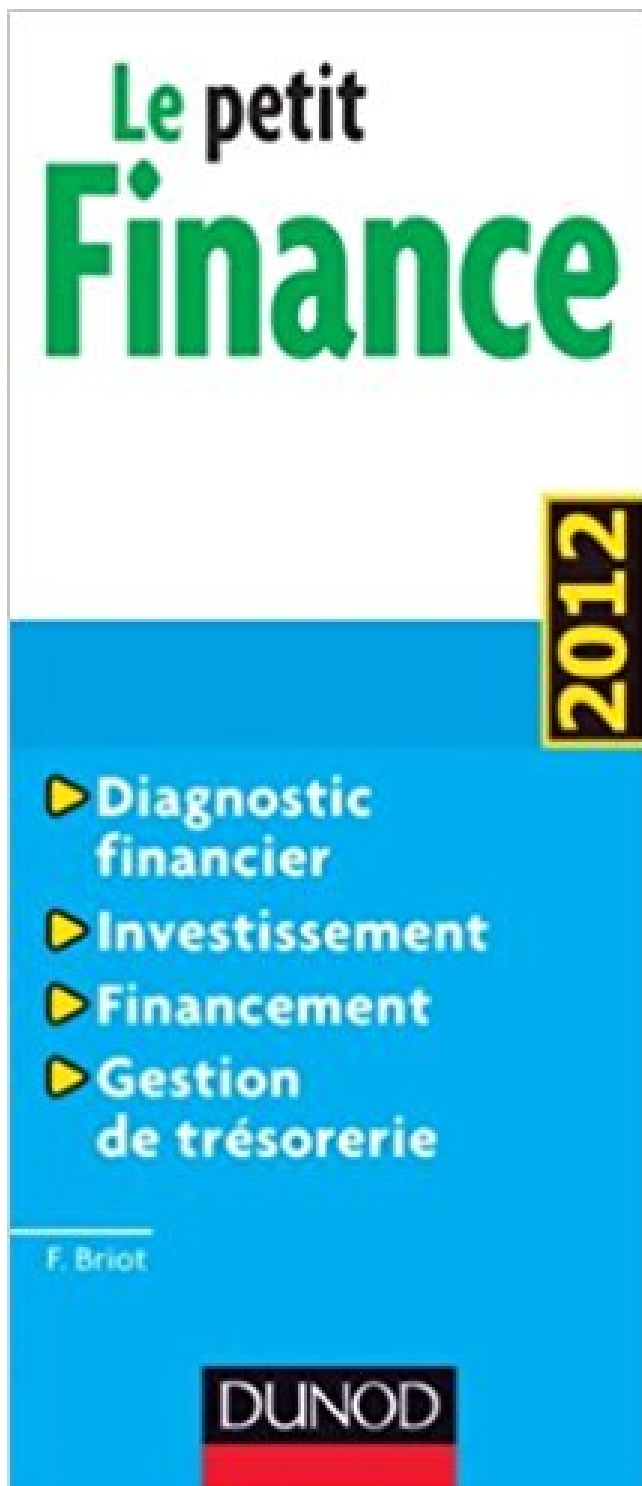 Le petit
Finance
2012
Diagnostic
financier
Investissement
Financement
Gestion
de trésorerie
F. Briot
DUNOD